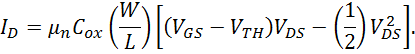 I_D = μ_n C_ox (W/L) [(V_GS − V_TH)V_DS − (1/2) V_DS^2].